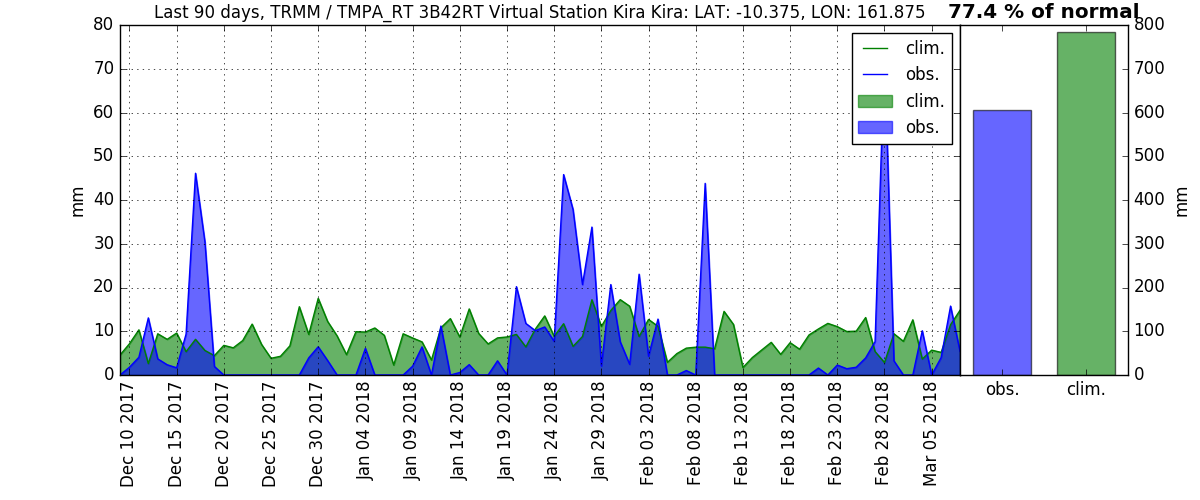 Last 90 days, TRMM / TMPA_RT 3B42RT Virtual Station Kira Kira: LAT: -10.375, LON: 161.875
77.4 % of normal
80
70
60
50
40
30
20
10
0
mm
clim.
obs.
clim.
obs.
800
700
600
500
400
300
200
100
0
mm
Dec 10 2017
Dec 15 2017
Dec 20 2017
Dec 25 2017
Dec 30 2017
Jan 04 2018
Jan 09 2018
Jan 14 2018
Jan 19 2018
Jan 24 2018
Jan 29 2018
Feb 03 2018
Feb 08 2018
Feb 13 2018
Feb 18 2018
Feb 23 2018
Feb 28 2018
Mar 05 2018
obs.
clim.